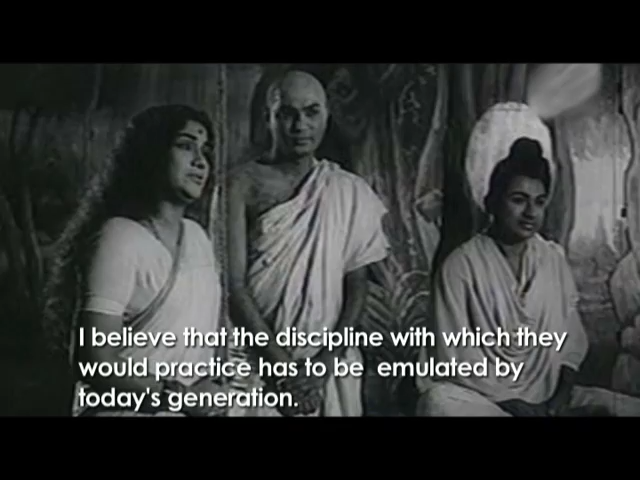 I believe that the discipline with which they
would practice has to be  emulated by
today's generation.